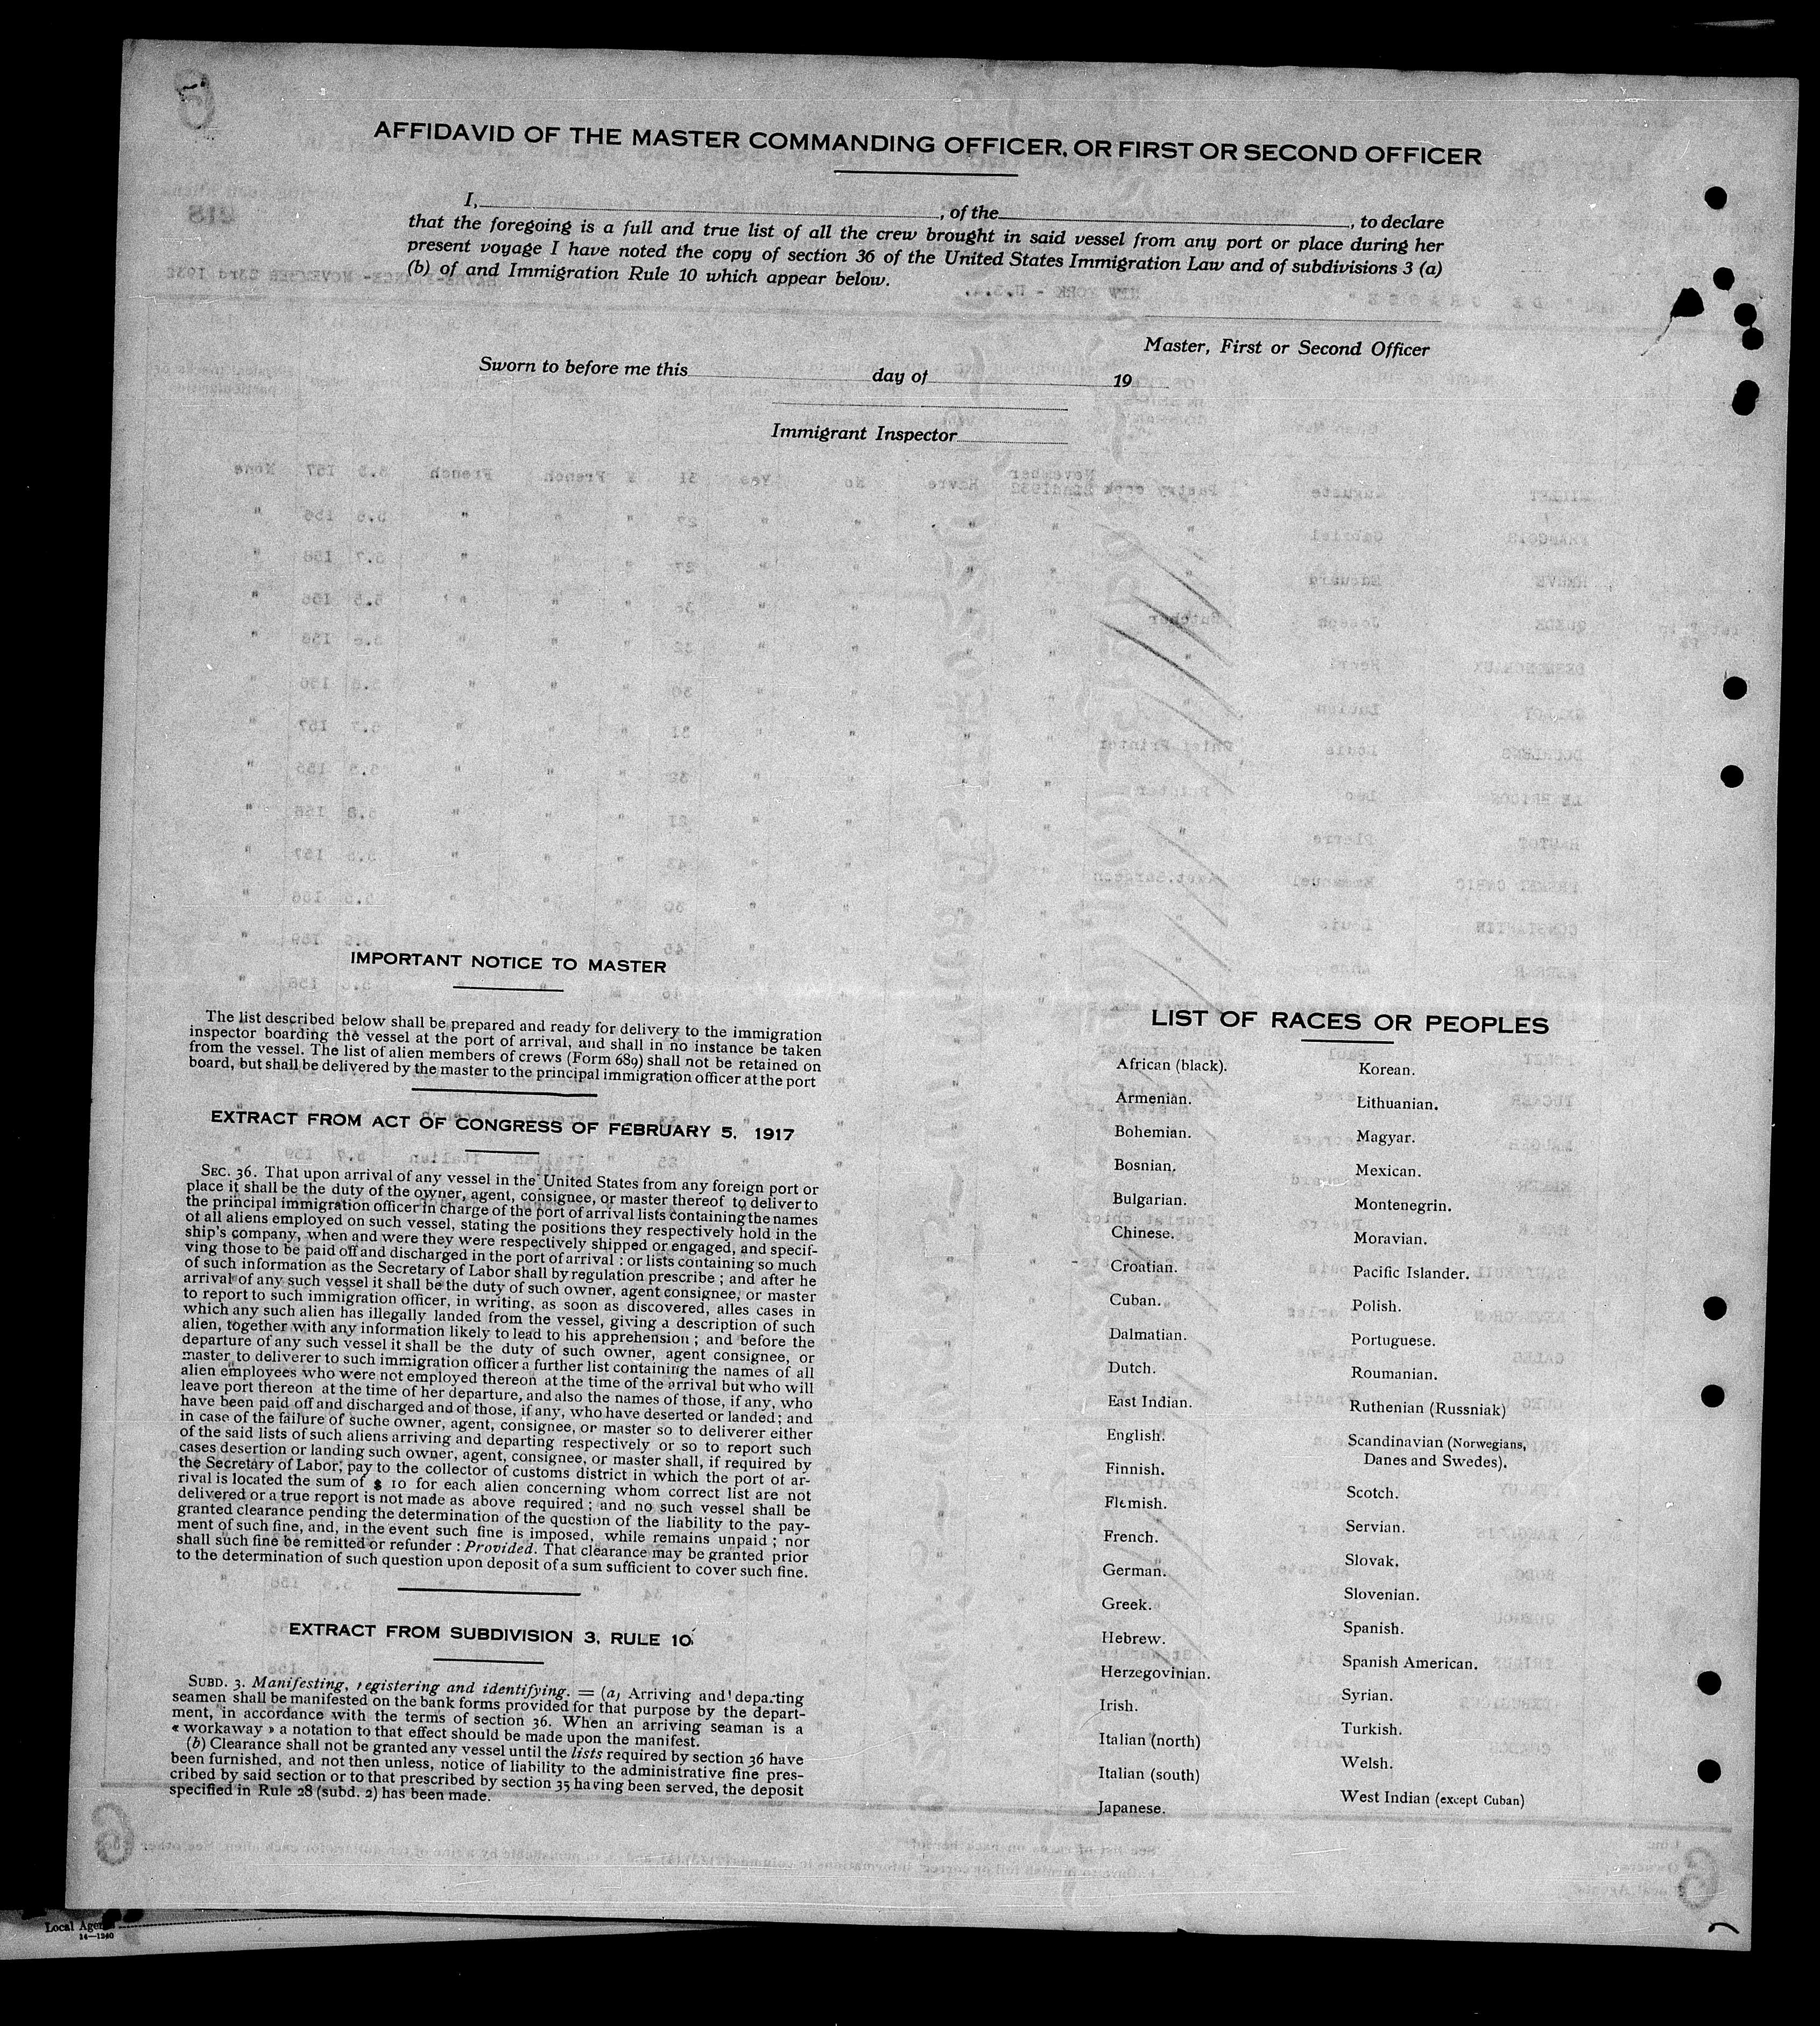 AFFIDAVID OF THE MASTER COMMANDING OFFICER, OR FIRST OR SECOND OFFICER
I, , of the , to declare
that the foregoing is a full and true list of all the crew brought in said vessel from any port or place during her
present voyage I have noted the copy of section 36 of the United States Immigration Law and of subdivisions 3 (a)
(b) of and Immigration Rule 10 which appear below.
Master, First or Second Officer
Sworn to before me this day of 19
Immigrant Inspector
IMPORTANT NOTICE TO MASTER
The list described below shall be prepared and ready for delivery to the immigration
inspector boarding the vessel at the port of arrival, and shall in no instance be taken
from the vessel. The list of alien members of crews (Form 689) shall not be retained on
board, but shall be delivered by the master to the principal immigration officer at the port
EXTRACT FROM ACT OF CONGRESS OF FEBRUARY 5, 1917
SEC. 36. That upon arrival of any vessel in the United States from any foreign port or
place it shall be the duty of the owner, agent, consignee, or master thereof to deliver to
the principal immigration officer in charge of the port of arrival lists containing the names
of all aliens employed on such vessel, stating the positions they respectively hold in the
ship's company, when and were they were respectively shipped or engaged, and specif-
ving those to be paid off and discharged in the port of arrival : or lists containing so much
of such information as the Secretary of Labor shall by regulation prescribe ; and after he
arrival of any such vessel it shall be the duty of such owner, agent consignee, or master
to report to such immigration officer, in writing, as soon as discovered, alles cases in
which any such alien has illegally landed from the vessel, giving a description of such
alien, together with any information likely to lead to his apprehension ; and before the
departure of any such vessel it shall be the duty of such owner, agent consignee, or
master to deliverer to such immigration officer a further list containing the names of all
alien employees who were not employed thereon at the time of the arrival but who will
leave port thereon at the time of her departure, and also the names of those, if any, who
have been paid off and discharged and of those, if any, who have deserted or landed ; and
in case of the failure of suche owner, agent, consignee, or master so to deliverer either
of the said lists of such aliens arriving and departing respectively or so to report such
cases desertion or landing such owner, agent, consignee, or master shall, if required by
the Secretary of Labor, pay to the collector of customs district in which the port of ar-
rival is located the sum of $ 10 for each alien concerning whom correct list are not
delivered or a true report is not made as above required ; and no such vessel shall be
granted clearance pending the determination of the question of the liability to the pay-
ment of such fine, and, in the event such fine is imposed, while remains unpaid ; nor
shall such fine be remitted or refunder : Provided. That clearance may be granted prior
to the determination of such question upon deposit of a sum sufficient to cover such fine.
EXTRACT FROM SUBDIVISION 3, RULE 10
SUBD. 3. Manifesting, registering and identifying. = (a) Arriving and departing
seamen shall be manifested on the bank forms provided for that purpose by the depart-
ment, in accordance with the terms of section 36. When an arriving seaman is a
« workaway » a notation to that effect should be made upon the manifest.
(b) Clearance shall not be granted any vessel until the lists required by section 36 have
been furnished, and not then unless, notice of liability to the administrative fine pres-
cribed by said section or to that prescribed by section 35 having been served, the deposit
specified in Rule 28 (subd. 2) has been made.
LIST OF RACES OR PEOPLES
African (black).
Armenian.
Bohemian.
Bosnian.
Bulgarian.
Chinese.
Croatian.
Cuban.
Dalmatian.
Dutch.
East Indian.
English.
Finnish.
Flemish.
French.
German.
Greek.
Hebrew.
Herzegovinian.
Irish.
Italian (north)
Italian (south)
Japanese.
Korean.
Lithuanian.
Magyar.
Mexican.
Montenegrin.
Moravian.
Pacific Islander.
Polish.
Portuguese.
Roumanian.
Ruthenian (Russniak)
Scandinavian (Norwegians,
Danes and Swedes).
Scotch.
Servian.
Slovak.
Slovenian.
Spanish.
Spanish American.
Syrian.
Turkish.
Welsh.
West Indian (except Cuban)
Local Agent
14—1240